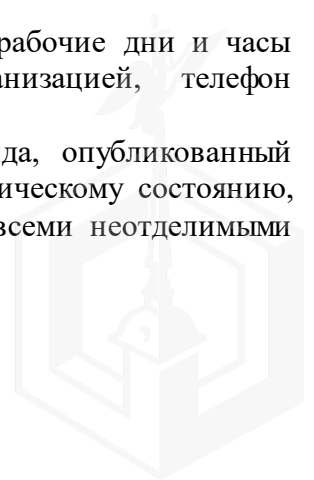 рабочие дни и часы
анизацией, телефон
да, опубликованный
ическому состоянию,
всеми неотделимыми